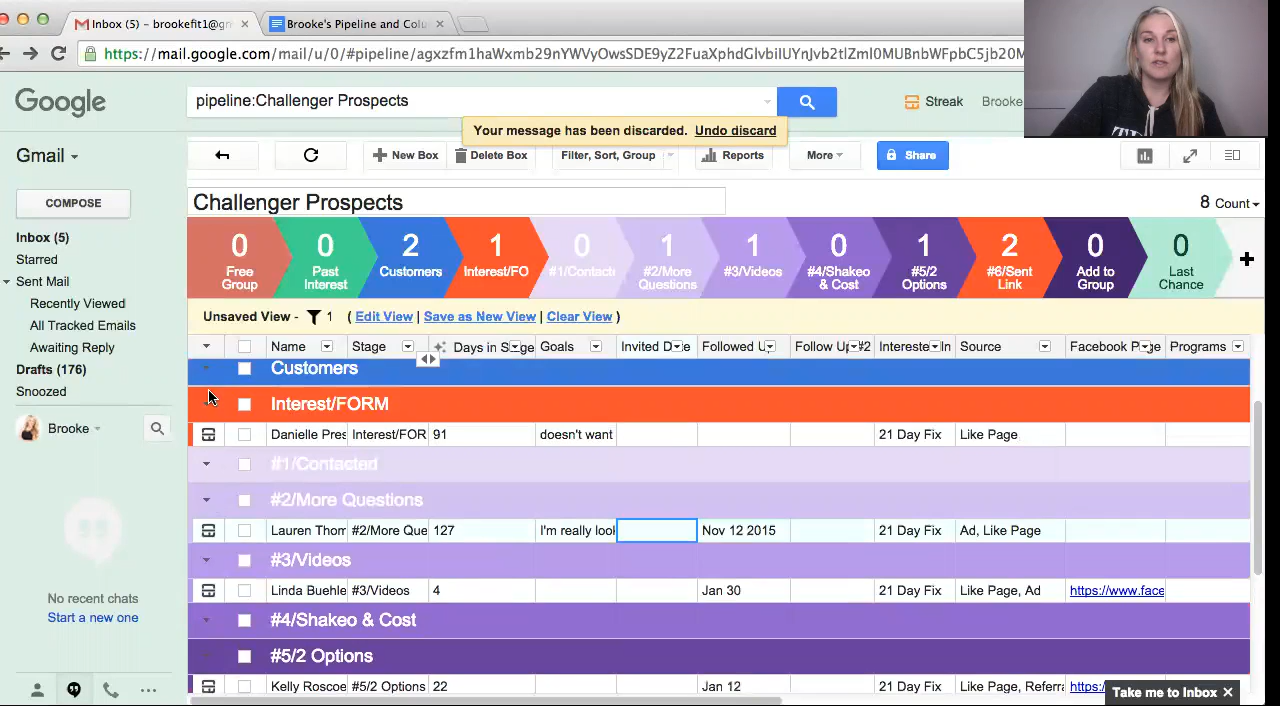 Inbox (5) – brookefit1@gm
Brooke's Pipeline and Colu
https://mail.google.com/mail/u/0/#pipeline/agxzfm1haWxmb29nYWVyOwsSDE9yZ2FuaXphdGlvbiIUYnJvb2tlZml0MUBnbWFpbC5jb20M
Google
pipeline:Challenger Prospects
Streak
Brooke
Your message has been discarded. Undo discard
Gmail
New Box
Delete Box
Filter, Sort, Group
Reports
More
Share
COMPOSE
Inbox (5)
Starred
Sent Mail
Recently Viewed
All Tracked Emails
Awaiting Reply
Drafts (176)
Snoozed
Brooke
No recent chats
Start a new one
Challenger Prospects
8 Count
0 Free Group
0 Past Interest
2 Customers
1 Interest/FO
0 #1/Contacte
1 #2/More Questions
1 #3/Videos
0 #4/Shakeo & Cost
1 #5/2 Options
2 #6/Sent Link
0 Add to Group
0 Last Chance
+
Unsaved View - 1 ( Edit View | Save as New View | Clear View )
Name Stage Days in Stage Goals Invited Date Followed U Follow Up #2 Intereste In Source Facebook Page Programs
Customers
Interest/FORM
Danielle Pres Interest/FOR 91 doesn't want 21 Day Fix Like Page
#1/Contacted
#2/More Questions
Lauren Thom #2/More Que 127 I'm really look Nov 12 2015 21 Day Fix Ad, Like Page
#3/Videos
Linda Buehle #3/Videos 4 Jan 30 21 Day Fix Like Page, Ad https://www.face
#4/Shakeo & Cost
#5/2 Options
Kelly Roscoe #5/2 Options 22 Jan 12 21 Day Fix Like Page, Referra https:/
Take me to Inbox ×